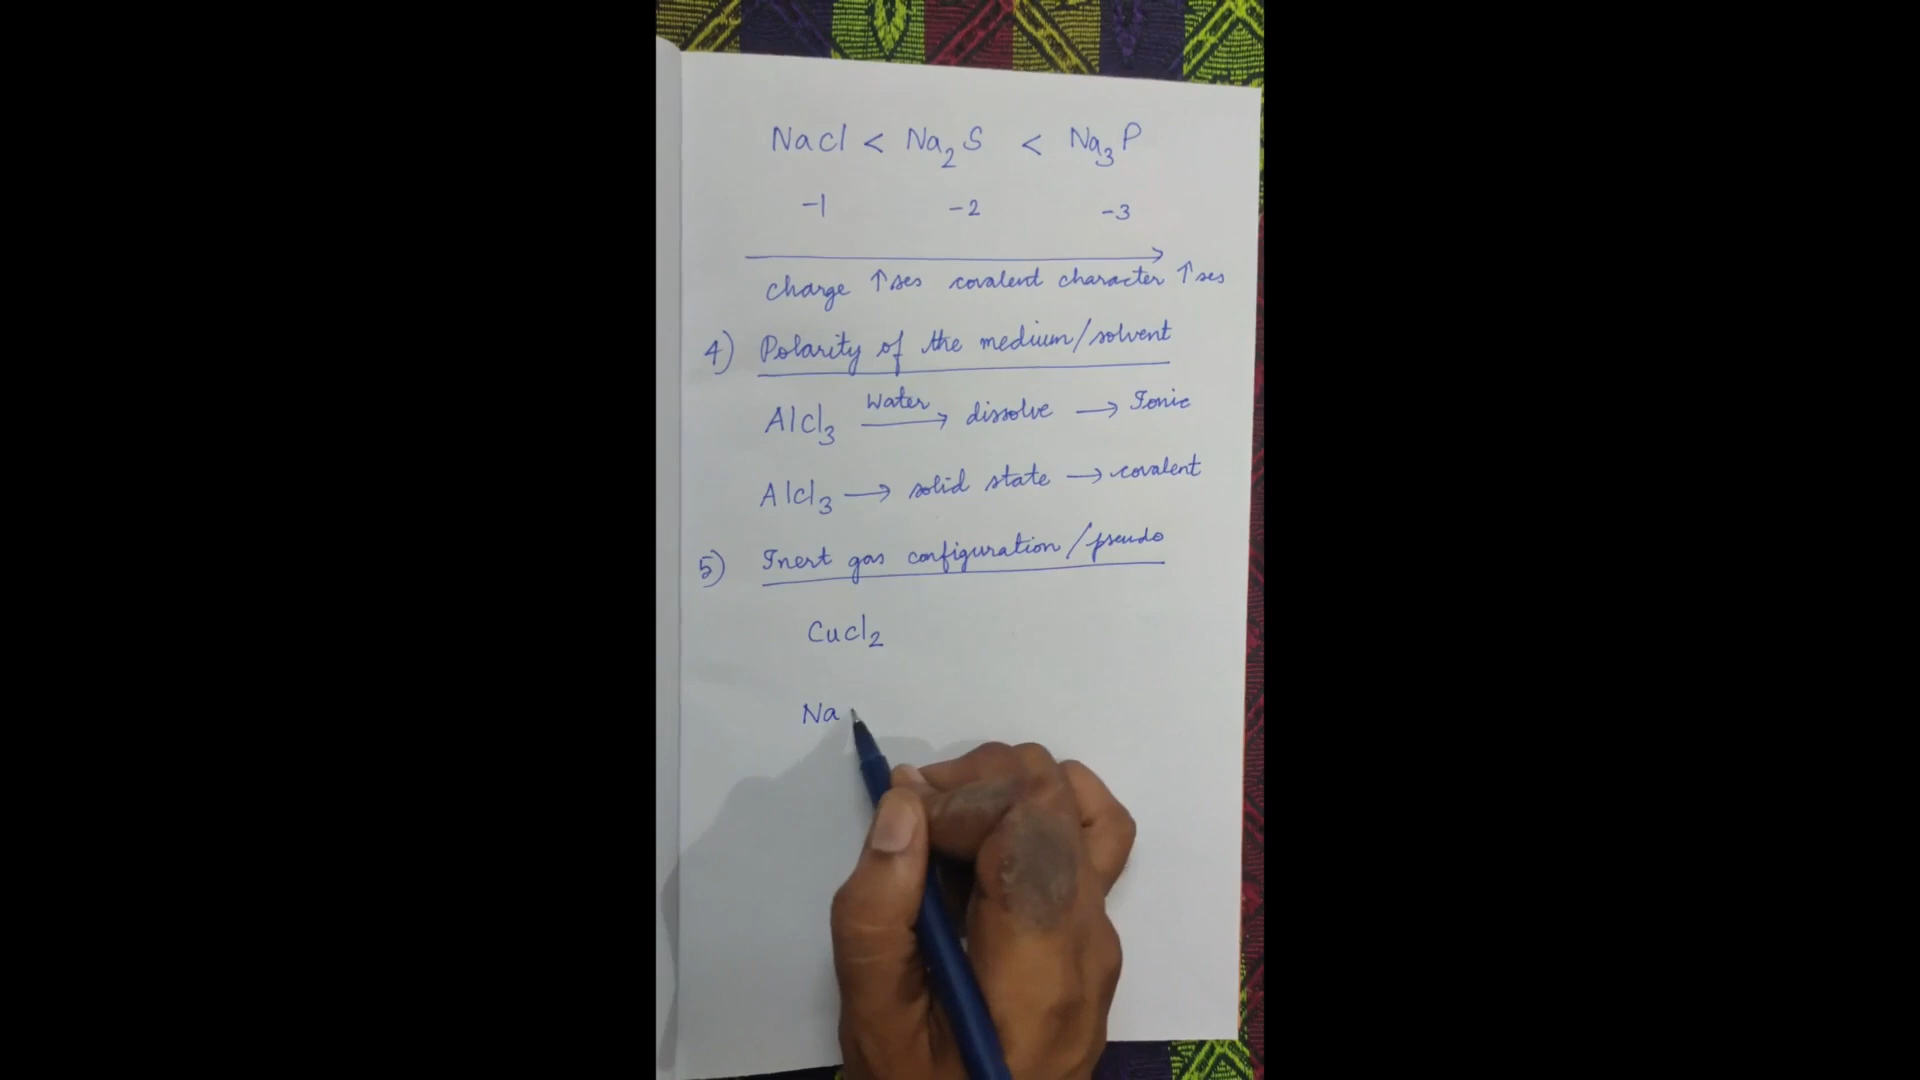 NaCl < Na2S < Na3P
-1 -2 -3
charge ↑ses covalent character ↑ses
4) Polarity of the medium/solvent
AlCl3 Water → dissolve → Ionic
AlCl3 → solid state → covalent
5) Inert gas configuration/pseudo
CuCl2
Na